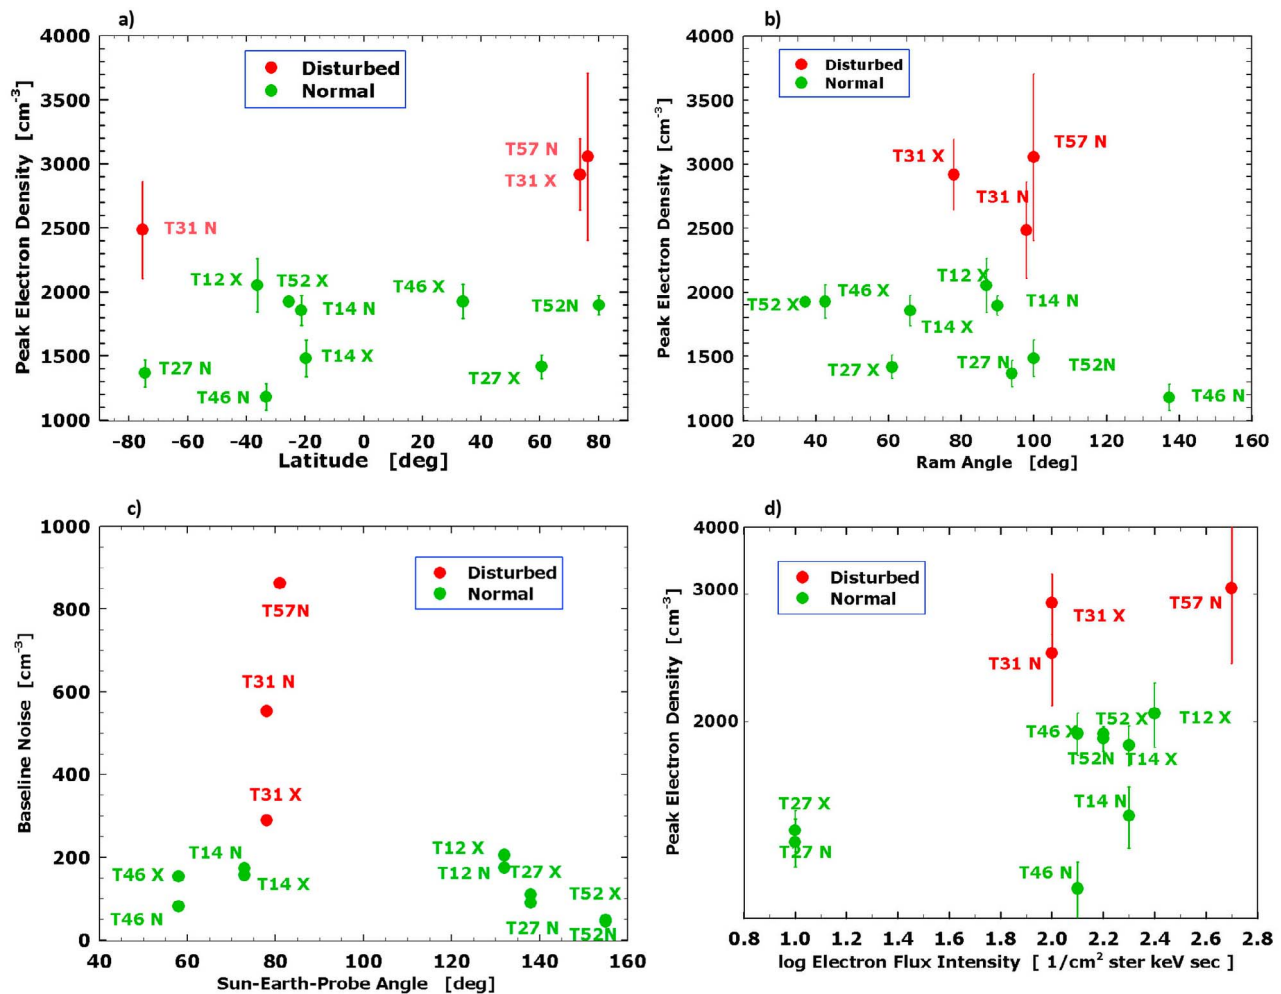 a)
4000
3500
3000
2500
2000
1500
1000
Peak Electron Density [cm-3]
Disturbed
Normal
T57 N
T31 X
T31 N
T12 X
T52 X
T46 X
T14 N
T52N
T27 N
T14 X
T46 N
T27 X
-80 -60 -40 -20 0 20 40 60 80
Latitude [deg]
b)
4000
3500
3000
2500
2000
1500
1000
Peak Electron Density [cm-3]
Disturbed
Normal
T31 X
T57 N
T31 N
T12 X
T52 X
T46 X
T14 N
T14 X
T27 X
T27 N
T52N
T46 N
20 40 60 80 100 120 140 160
Ram Angle [deg]
c)
1000
800
600
400
200
0
Baseline Noise [cm-3]
Disturbed
Normal
T57N
T31 N
T31 X
T14 N
T46 X
T14 X
T46 N
T12 X
T12 N
T27 X
T52 X
T27 N
T52N
40 60 80 100 120 140 160
Sun-Earth-Probe Angle [deg]
d)
4000
3000
2000
Peak Electron Density [cm-3]
Disturbed
Normal
T31 X
T57 N
T31 N
T46 X
T52 X
T12 X
T52N
T14 X
T27 X
T14 N
T27 N
T46 N
0.8 1.0 1.2 1.4 1.6 1.8 2.0 2.2 2.4 2.6 2.8
log Electron Flux Intensity [ 1/cm2 ster keV sec ]